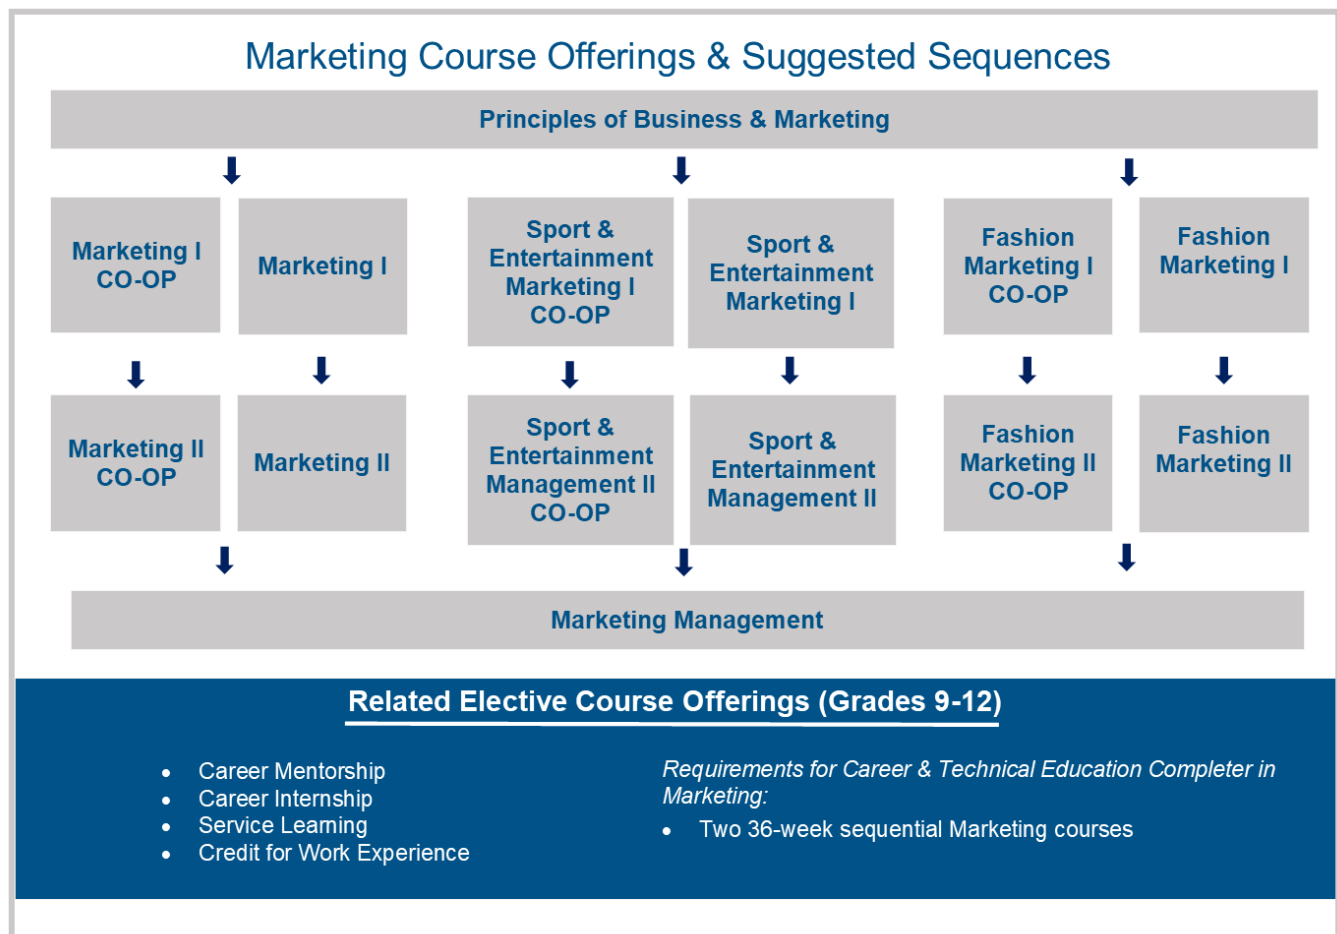 Marketing Course Offerings & Suggested Sequences
Principles of Business & Marketing
Marketing I
CO-OP
Marketing I
Sport &
Entertainment
Marketing I
CO-OP
Sport &
Entertainment
Marketing I
Fashion
Marketing I
CO-OP
Fashion
Marketing I
Marketing II
CO-OP
Marketing II
Sport &
Entertainment
Management II
CO-OP
Sport &
Entertainment
Management II
Fashion
Marketing II
CO-OP
Fashion
Marketing II
Marketing Management
Related Elective Course Offerings (Grades 9-12)
• Career Mentorship
• Career Internship
• Service Learning
• Credit for Work Experience
Requirements for Career & Technical Education Completer in
Marketing:
• Two 36-week sequential Marketing courses